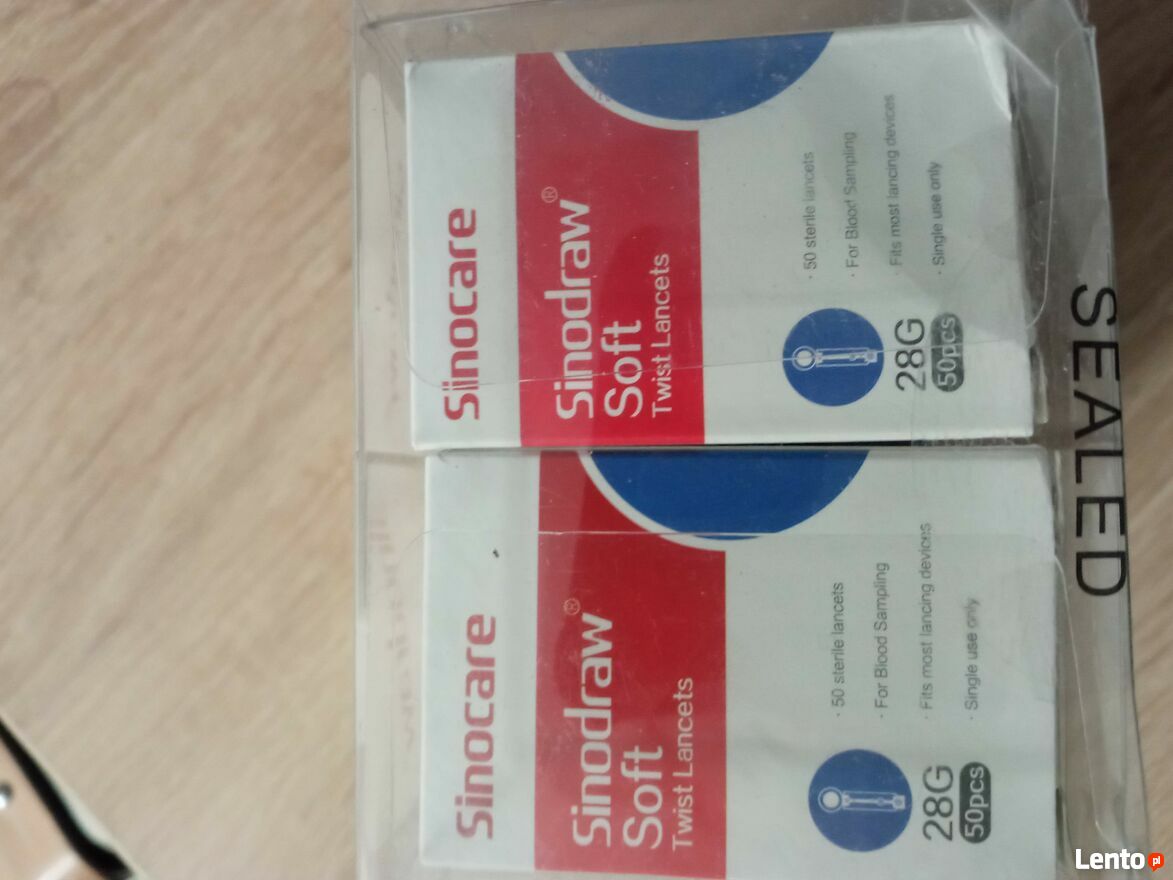 Sinocare
Sinodraw®
Soft
Twist Lancets
· 50 sterile lancets
· For Blood Sampling
· Fits most lancing devices
· Single use only
28G
50pcs
Sinocare
Sinodraw®
Soft
Twist Lancets
· 50 sterile lancets
· For Blood Sampling
· Fits most lancing devices
· Single use only
28G
50pcs
SEALED
Lento pl